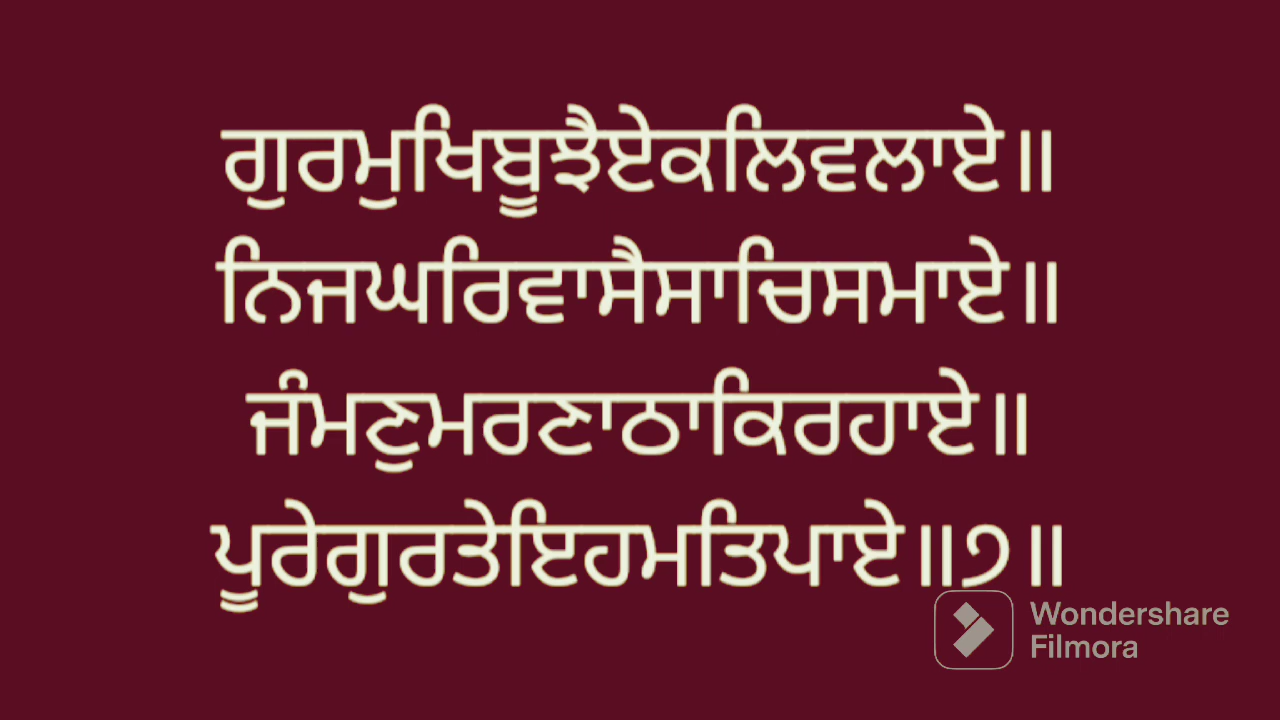 ਗੁਰਮੁਖਿਬੂਝੈਏਕਲਿਵਲਾਏ॥
ਨਿਜਘਰਿਵਾਸੈਸਾਚਿਸਮਾਏ॥
ਜੰਮਣੁਮਰਣਾਠਾਕਿਰਹਾਏ॥
ਪੂਰੇਗੁਰਤੇਇਹਮਤਿਪਾਏ॥੭॥
Wondershare
Filmora